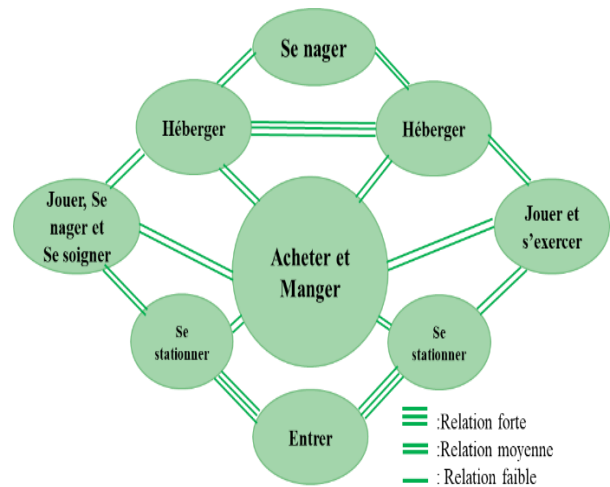 Se nager
Héberger
Héberger
Jouer, Se
nager et
Se soigner
Acheter et
Manger
Jouer et
s'exercer
Se
stationner
Se
stationner
Entrer
:Relation forte
:Relation moyenne
: Relation faible